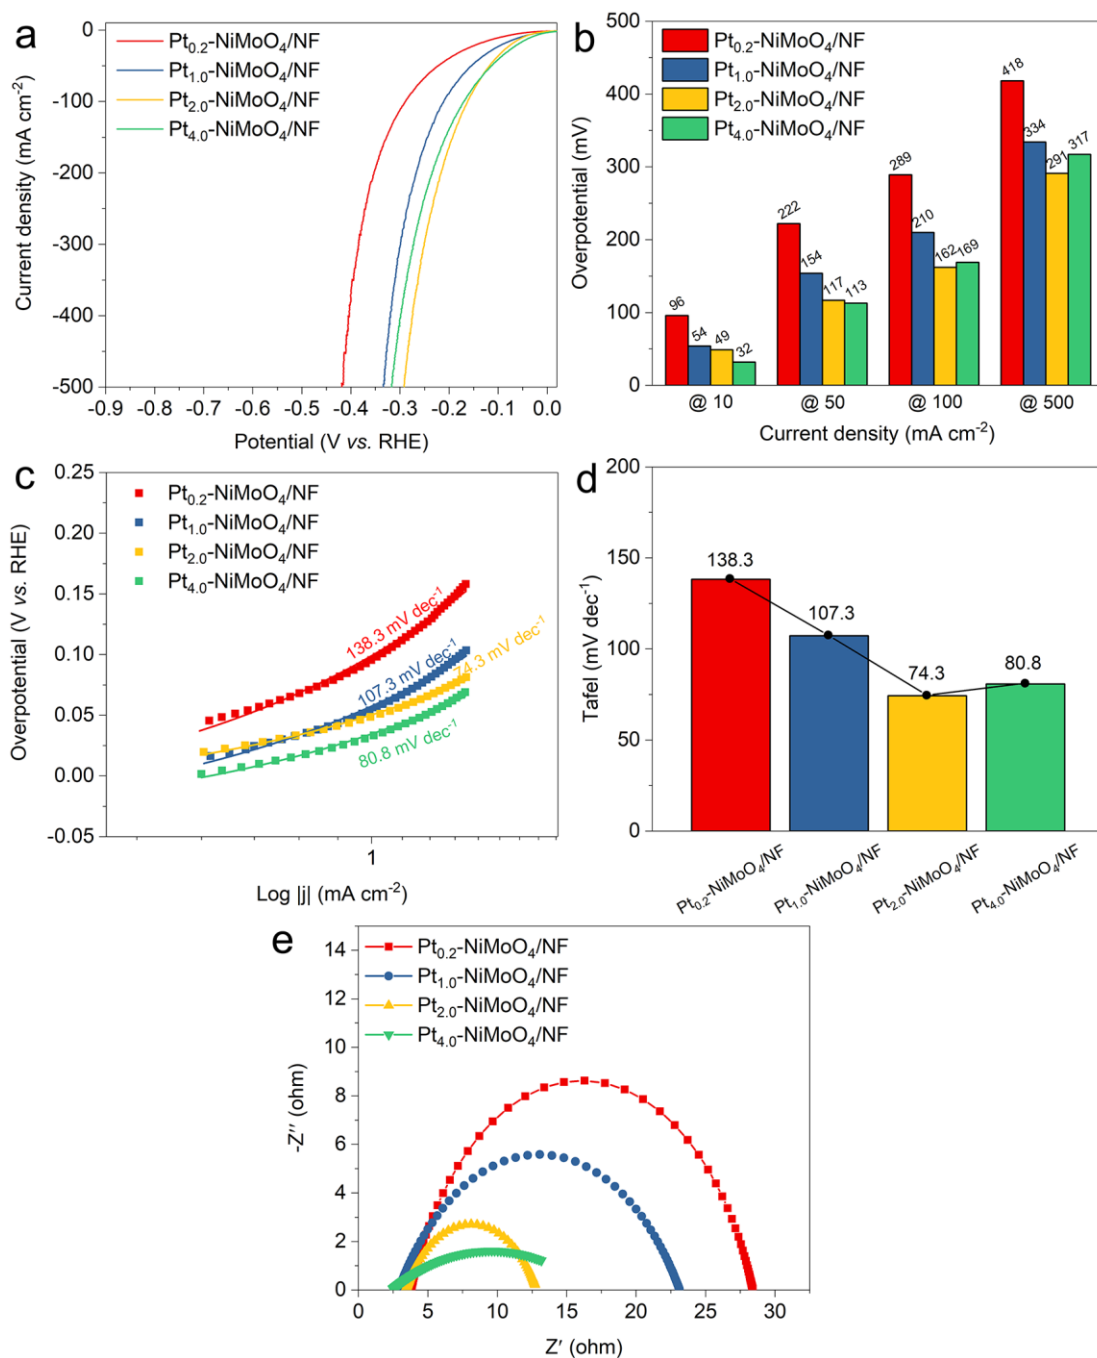 a
Pt0.2-NiMoO4/NF
Pt1.0-NiMoO4/NF
Pt2.0-NiMoO4/NF
Pt4.0-NiMoO4/NF
0
-100
-200
-300
-400
-500
Current density (mA cm-2)
-0.9 -0.8 -0.7 -0.6 -0.5 -0.4 -0.3 -0.2 -0.1 0.0
Potential (V vs. RHE)
b
Pt0.2-NiMoO4/NF
Pt1.0-NiMoO4/NF
Pt2.0-NiMoO4/NF
Pt4.0-NiMoO4/NF
500
400
300
200
100
0
Overpotential (mV)
96 54 49 32
222 154 117 113
289 210 162 169
418 334 291 317
@ 10 @ 50 @ 100 @ 500
Current density (mA cm-2)
c
Pt0.2-NiMoO4/NF
Pt1.0-NiMoO4/NF
Pt2.0-NiMoO4/NF
Pt4.0-NiMoO4/NF
0.25
0.20
0.15
0.10
0.05
0.00
-0.05
Overpotential (V vs. RHE)
138.3 mV dec-1
107.3 mV dec-1
74.3 mV dec-1
80.8 mV dec-1
1
Log |j| (mA cm-2)
d
200
150
100
50
0
Tafel (mV dec-1)
138.3
107.3
74.3
80.8
Pt0.2-NiMoO4/NF
Pt1.0-NiMoO4/NF
Pt2.0-NiMoO4/NF
Pt4.0-NiMoO4/NF
e
Pt0.2-NiMoO4/NF
Pt1.0-NiMoO4/NF
Pt2.0-NiMoO4/NF
Pt4.0-NiMoO4/NF
14
12
10
8
6
4
2
0
-Z′′ (ohm)
0 5 10 15 20 25 30
Z′ (ohm)